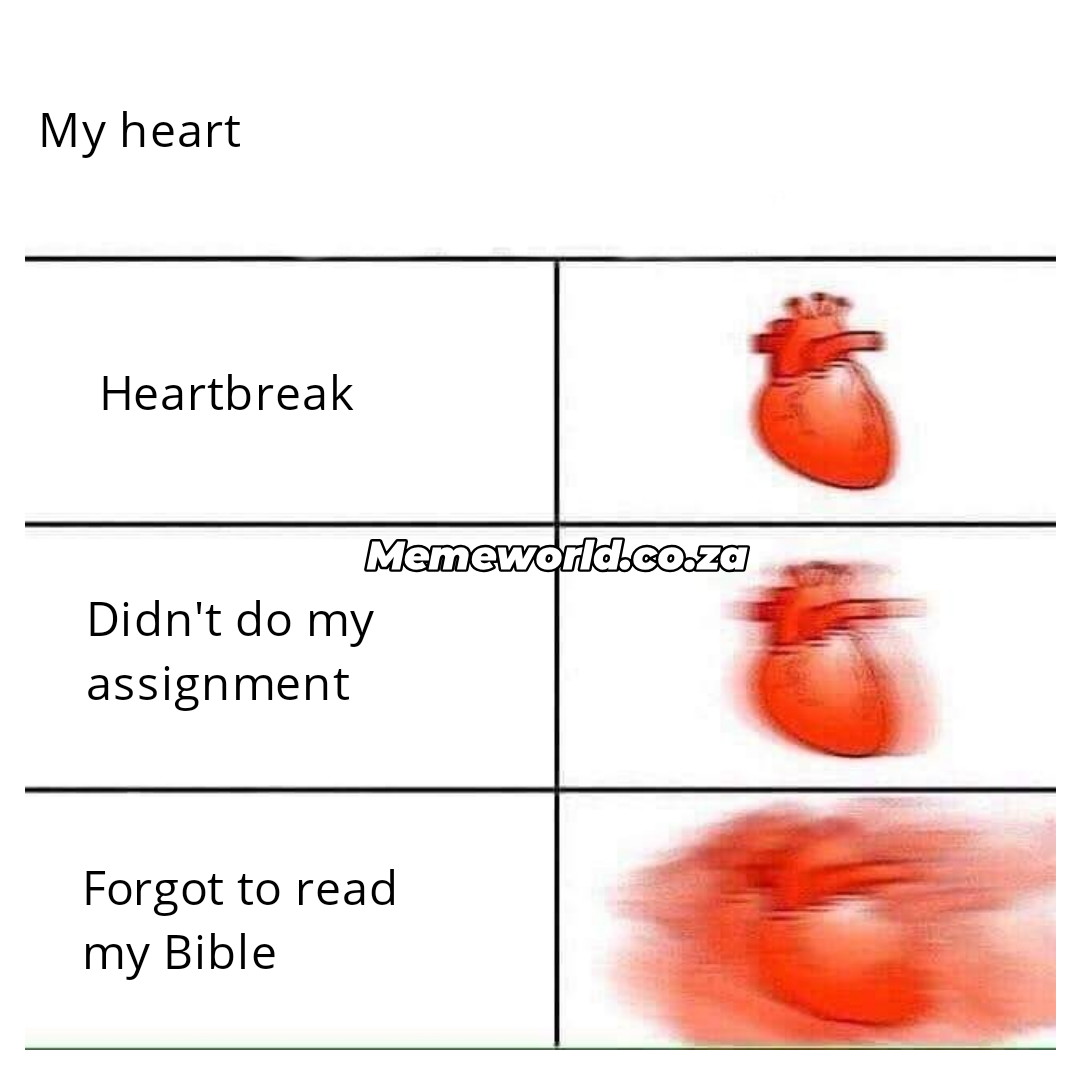 My heart
Heartbreak
Memeworld.co.za
Didn't do my
assignment
Forgot to read
my Bible